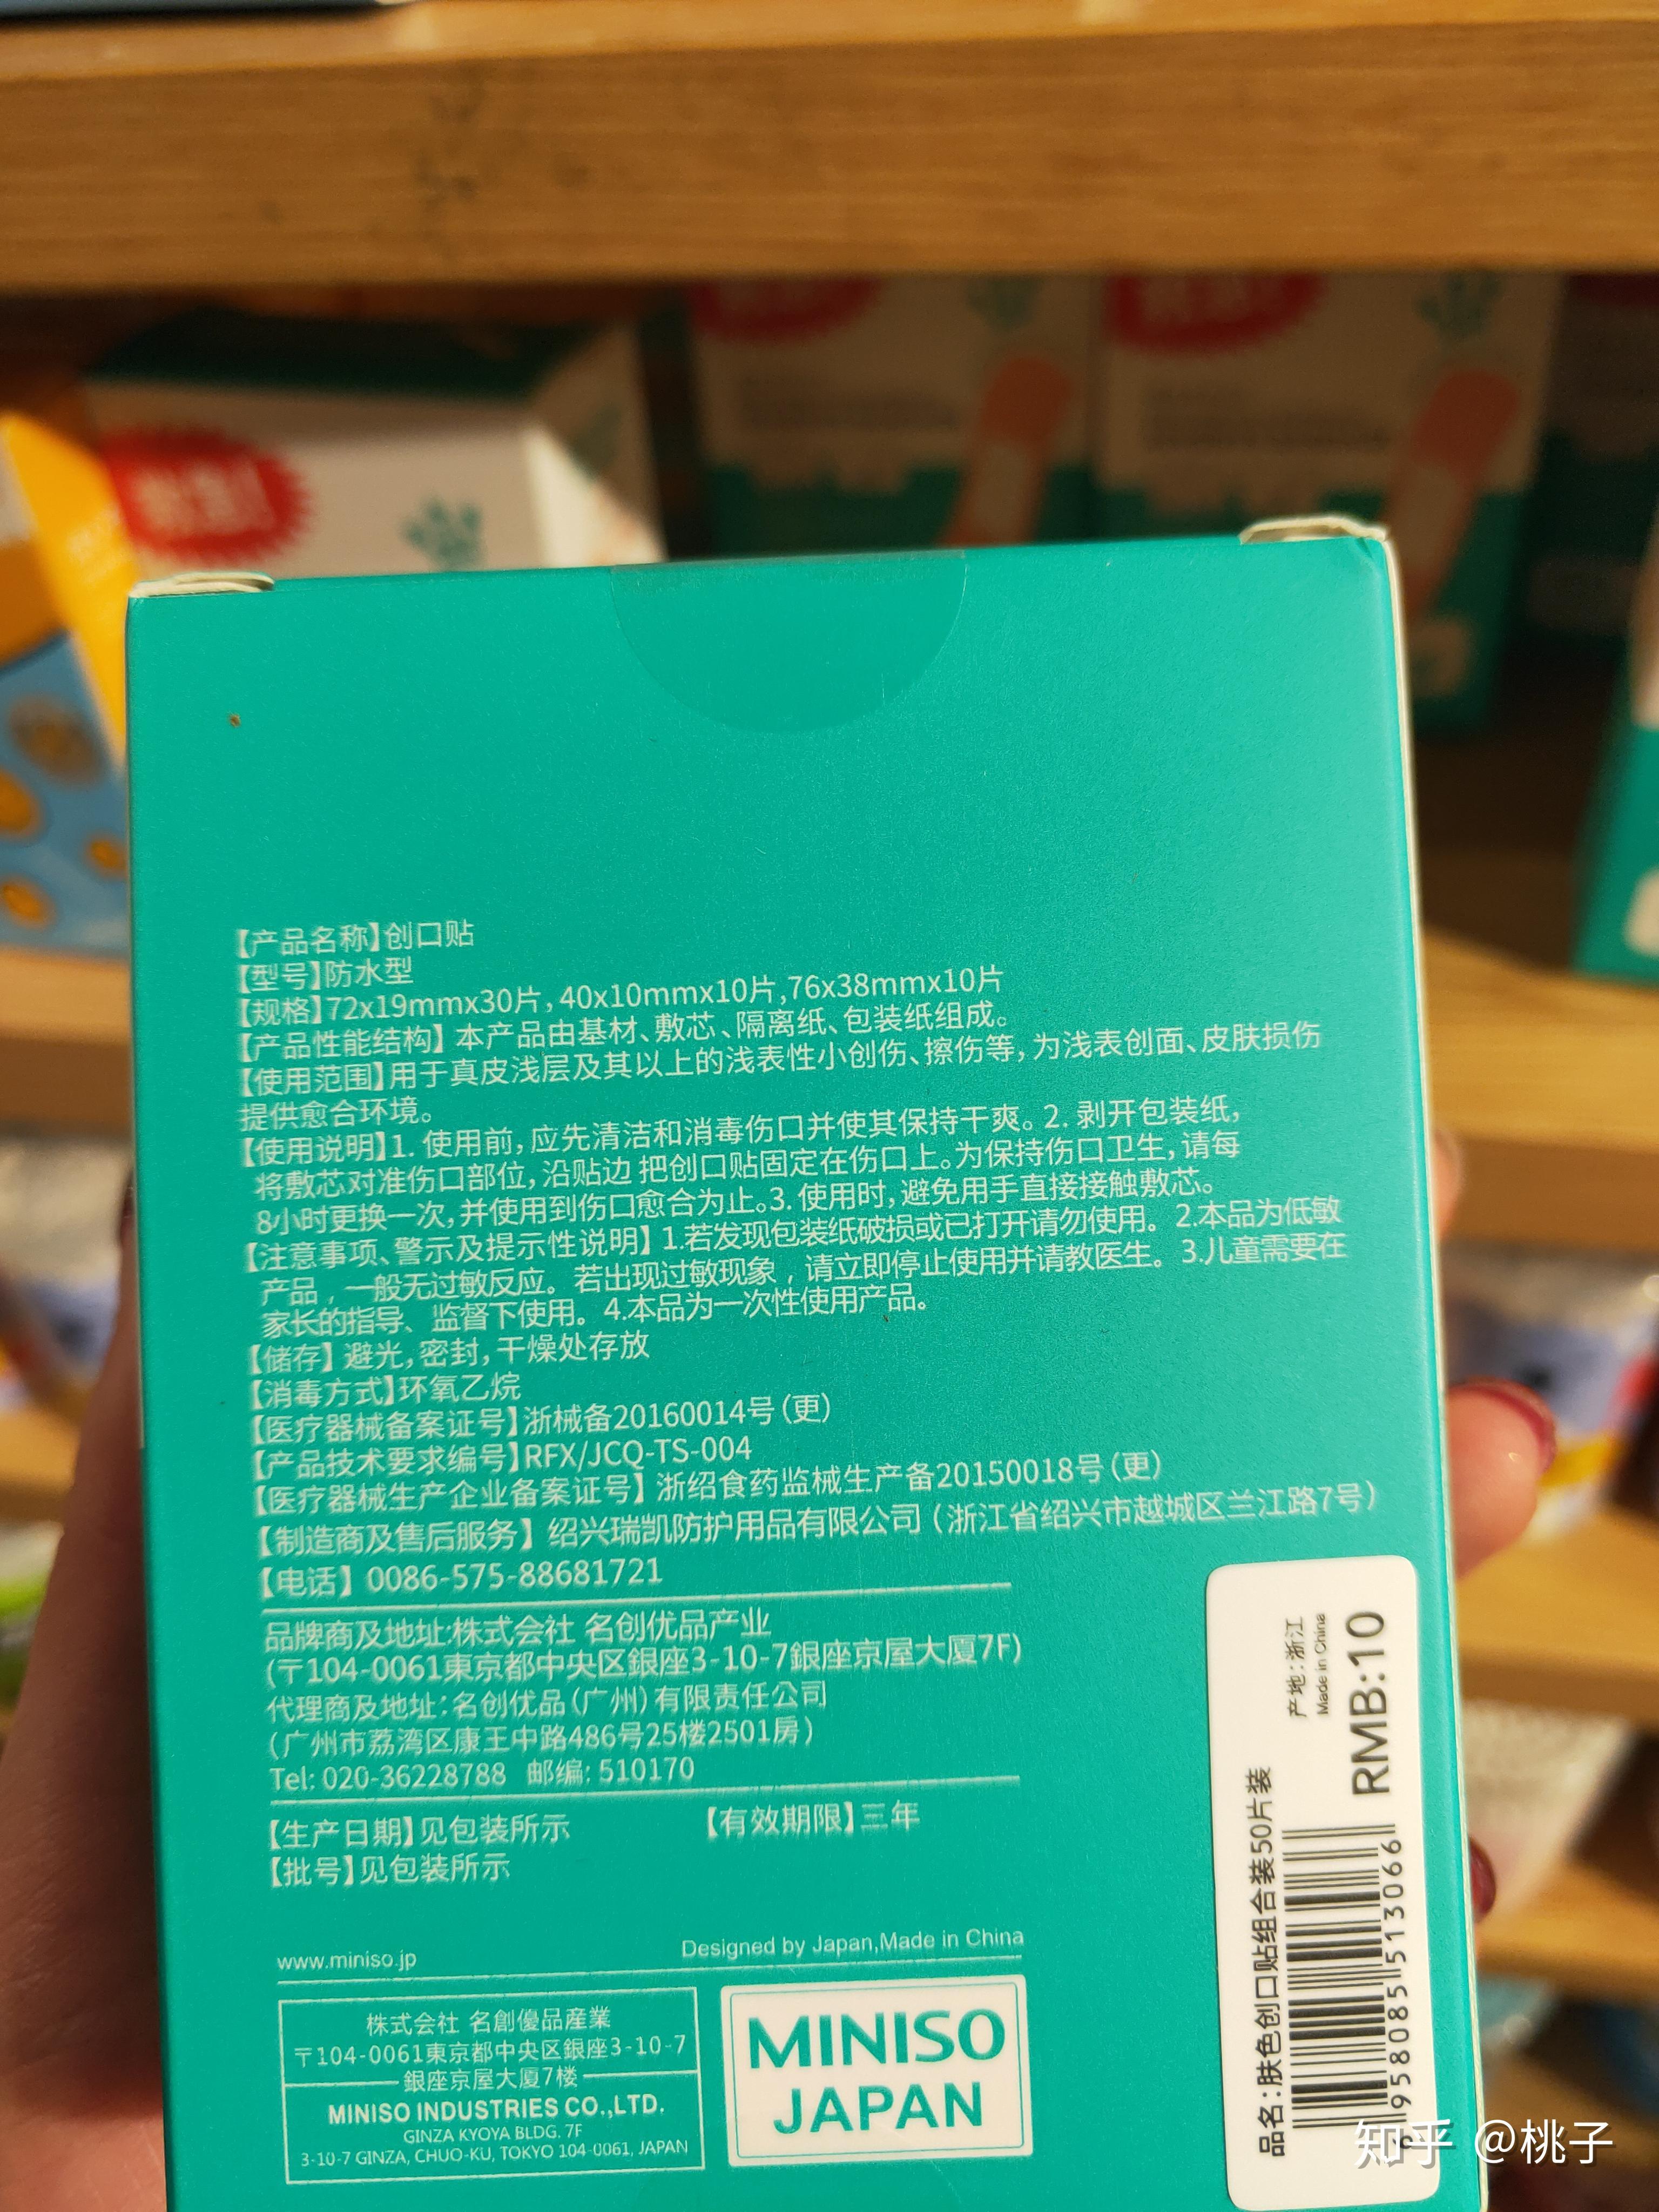 【产品名称】创口贴
【型号】防水型
【规格】72x19mmx30片,40x10mmx10片,76x38mmx10片
【产品性能结构】本产品由基材、敷芯、隔离纸、包装纸组成。
【使用范围】用于真皮浅层及其以上的浅表性小创伤、擦伤等,为浅表创面、皮肤损伤
提供愈合环境。
【使用说明】1. 使用前,应先清洁和消毒伤口并使其保持干爽。2. 剥开包装纸,
将敷芯对准伤口部位,沿贴边 把创口贴固定在伤口上。为保持伤口卫生,请每
8小时更换一次,并使用到伤口愈合为止。3. 使用时,避免用手直接接触敷芯。
【注意事项、警示及提示性说明】1.若发现包装纸破损或已打开请勿使用。2.本品为低敏
产品，一般无过敏反应。若出现过敏现象，请立即停止使用并请教医生。3.儿童需要在
家长的指导、监督下使用。4.本品为一次性使用产品。
【储存】避光,密封,干燥处存放
【消毒方式】环氧乙烷
【医疗器械备案证号】浙械备20160014号(更)
【产品技术要求编号】RFX/JCQ-TS-004
【医疗器械生产企业备案证号】浙绍食药监械生产备20150018号(更)
【制造商及售后服务】绍兴瑞凯防护用品有限公司(浙江省绍兴市越城区兰江路7号)
【电话】0086-575-88681721
品牌商及地址:株式会社 名创优品产业
(〒104-0061東京都中央区銀座3-10-7銀座京屋大厦7F)
代理商及地址:名创优品(广州)有限责任公司
(广州市荔湾区康王中路486号25楼2501房)
Tel: 020-36228788 邮编: 510170
【生产日期】见包装所示 【有效期限】三年
【批号】见包装所示
www.miniso.jp Designed by Japan,Made in China
株式会社 名創優品産業
〒104-0061東京都中央区銀座3-10-7
銀座京屋大厦7楼
MINISO INDUSTRIES CO.,LTD.
GINZA KYOYA BLDG. 7F
3-10-7 GINZA, CHUO-KU, TOKYO 104-0061, JAPAN
MINISO
JAPAN
品名:肤色创口贴组合装50片装
产地:浙江
Made in China
RMB:10
958085513066
知乎 @桃子